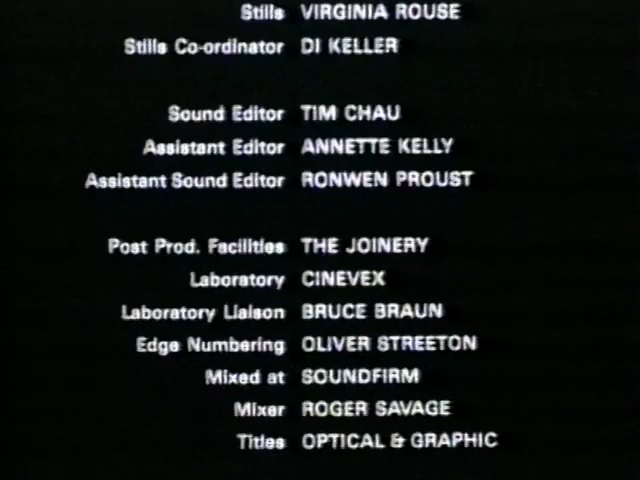 Stills VIRGINIA ROUSE
Stills Co-ordinator DI KELLER
Sound Editor TIM CHAU
Assistant Editor ANNETTE KELLY
Assistant Sound Editor RONWEN PROUST
Post Prod. Facilities THE JOINERY
Laboratory CINEVEX
Laboratory Liaison BRUCE BRAUN
Edge Numbering OLIVER STREETON
Mixed at SOUNDFIRM
Mixer ROGER SAVAGE
Titles OPTICAL & GRAPHIC